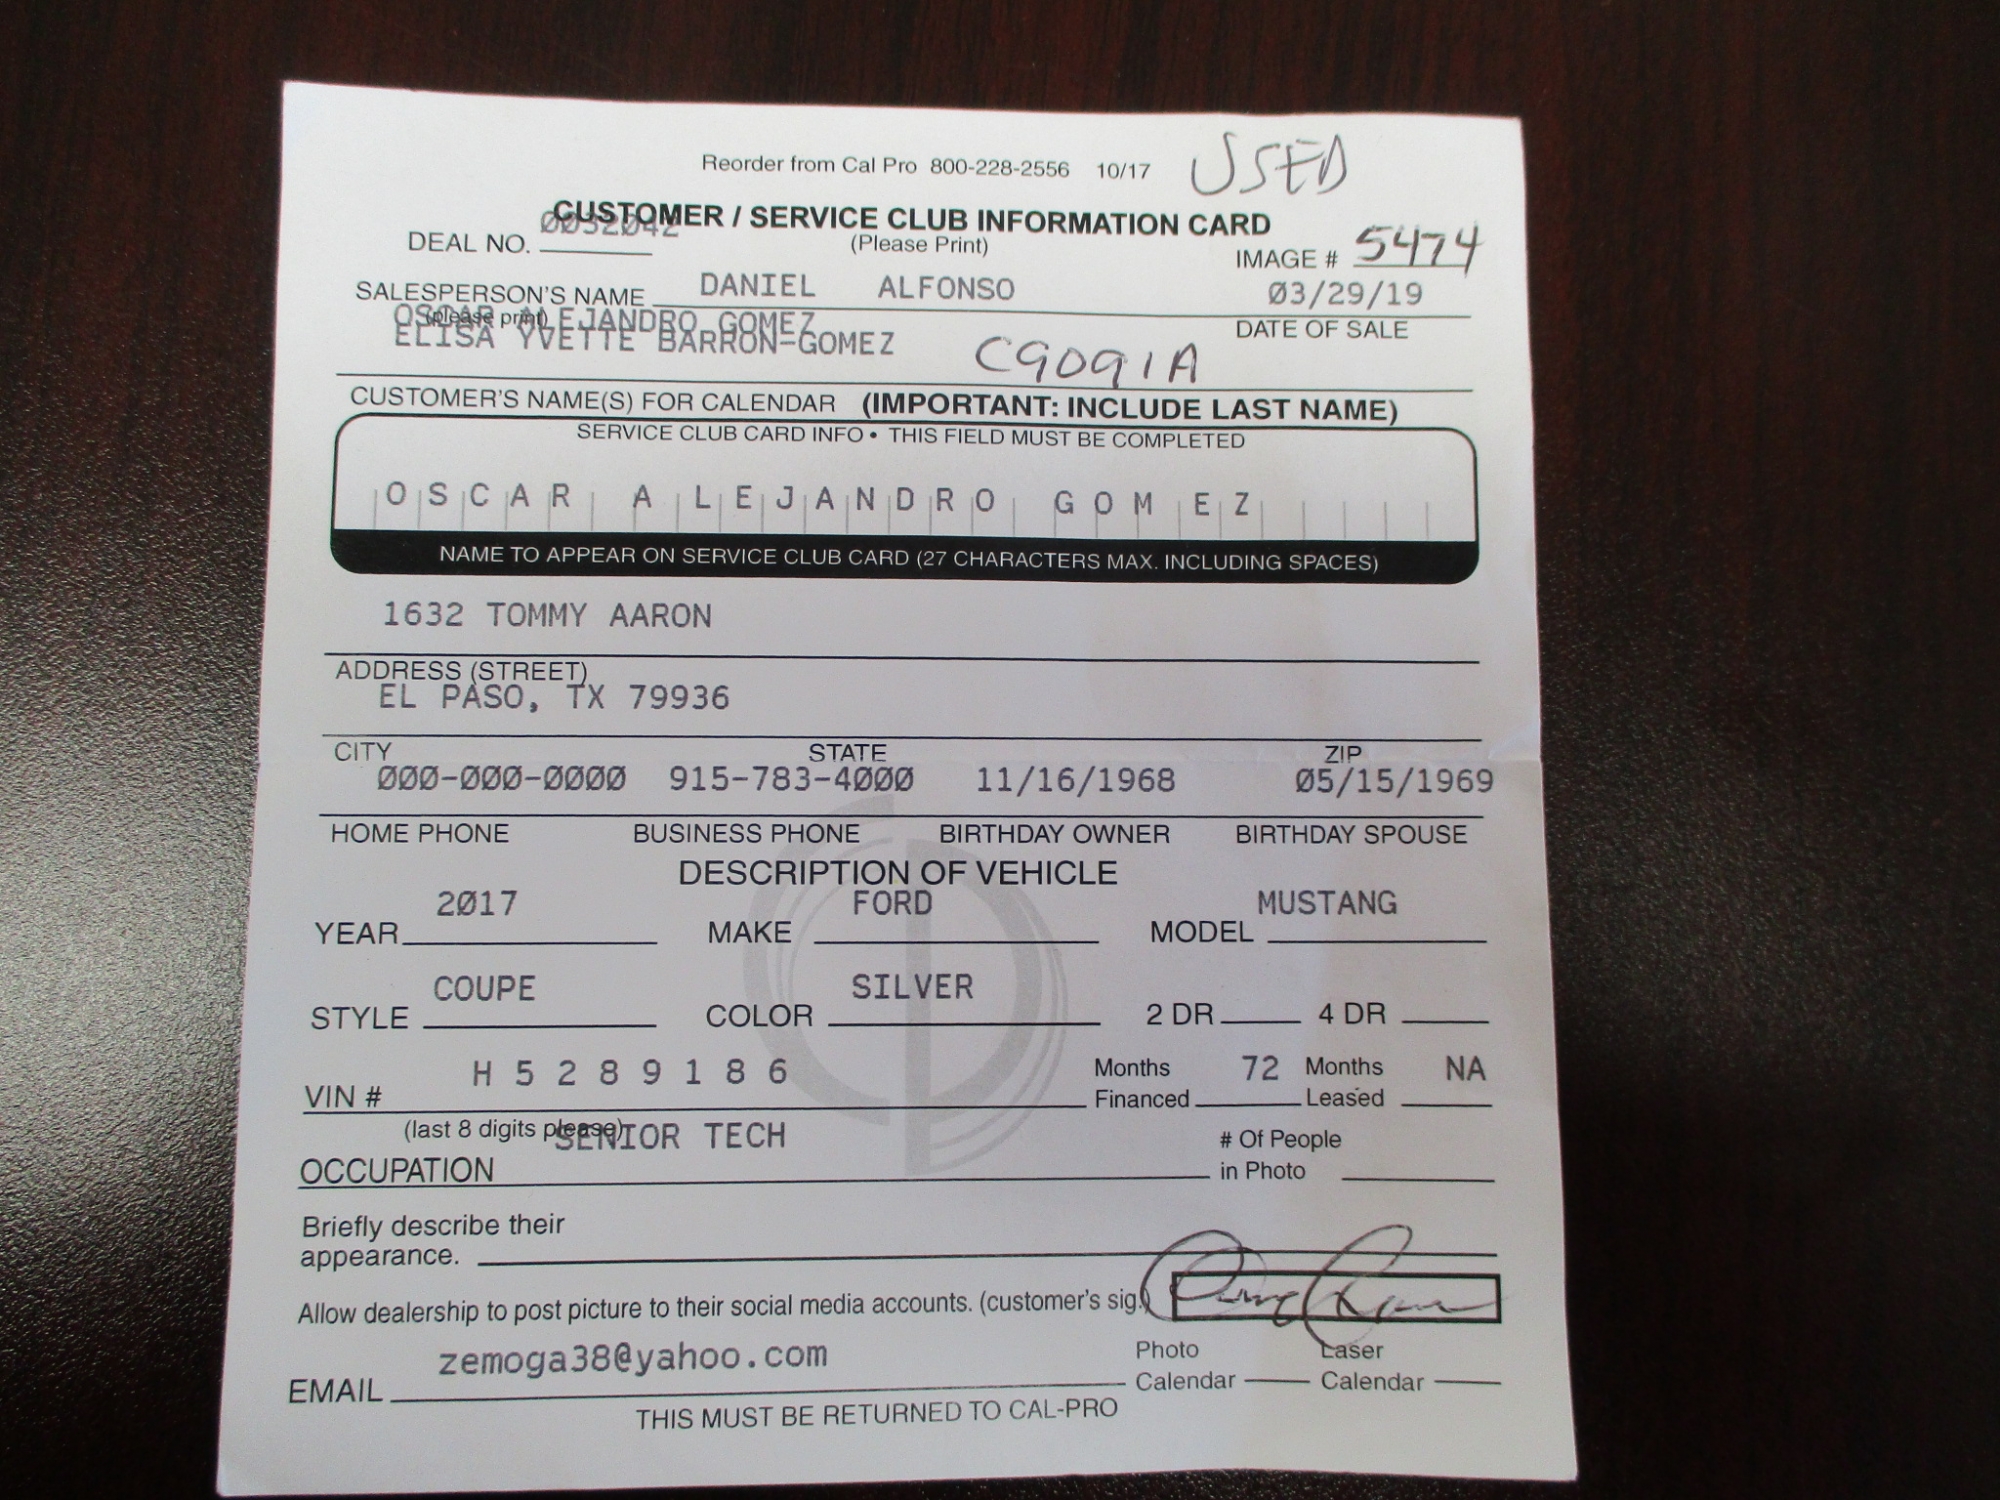 Reorder from Cal Pro 800-228-2556 10/17 USED
CUSTOMER / SERVICE CLUB INFORMATION CARD
DEAL NO. 0032042 (Please Print) IMAGE # 5474
SALESPERSON'S NAME DANIEL ALFONSO 03/29/19
(please print) DATE OF SALE
OSCAR ALEJANDRO GOMEZ
ELISA YVETTE BARRON-GOMEZ C9091A
CUSTOMER'S NAME(S) FOR CALENDAR (IMPORTANT: INCLUDE LAST NAME)
SERVICE CLUB CARD INFO • THIS FIELD MUST BE COMPLETED
OSCAR ALEJANDRO GOMEZ
NAME TO APPEAR ON SERVICE CLUB CARD (27 CHARACTERS MAX. INCLUDING SPACES)
1632 TOMMY AARON
ADDRESS (STREET)
EL PASO, TX 79936
CITY STATE ZIP
000-000-0000 915-783-4000 11/16/1968 05/15/1969
HOME PHONE BUSINESS PHONE BIRTHDAY OWNER BIRTHDAY SPOUSE
DESCRIPTION OF VEHICLE
YEAR 2017 MAKE FORD MODEL MUSTANG
STYLE COUPE COLOR SILVER 2 DR 4 DR
VIN # H5289186 Months Financed 72 Months Leased NA
(last 8 digits please)
OCCUPATION SENIOR TECH # Of People in Photo
Briefly describe their
appearance.
Allow dealership to post picture to their social media accounts. (customer's sig.)
EMAIL zemoga38@yahoo.com Photo Calendar Laser Calendar
THIS MUST BE RETURNED TO CAL-PRO